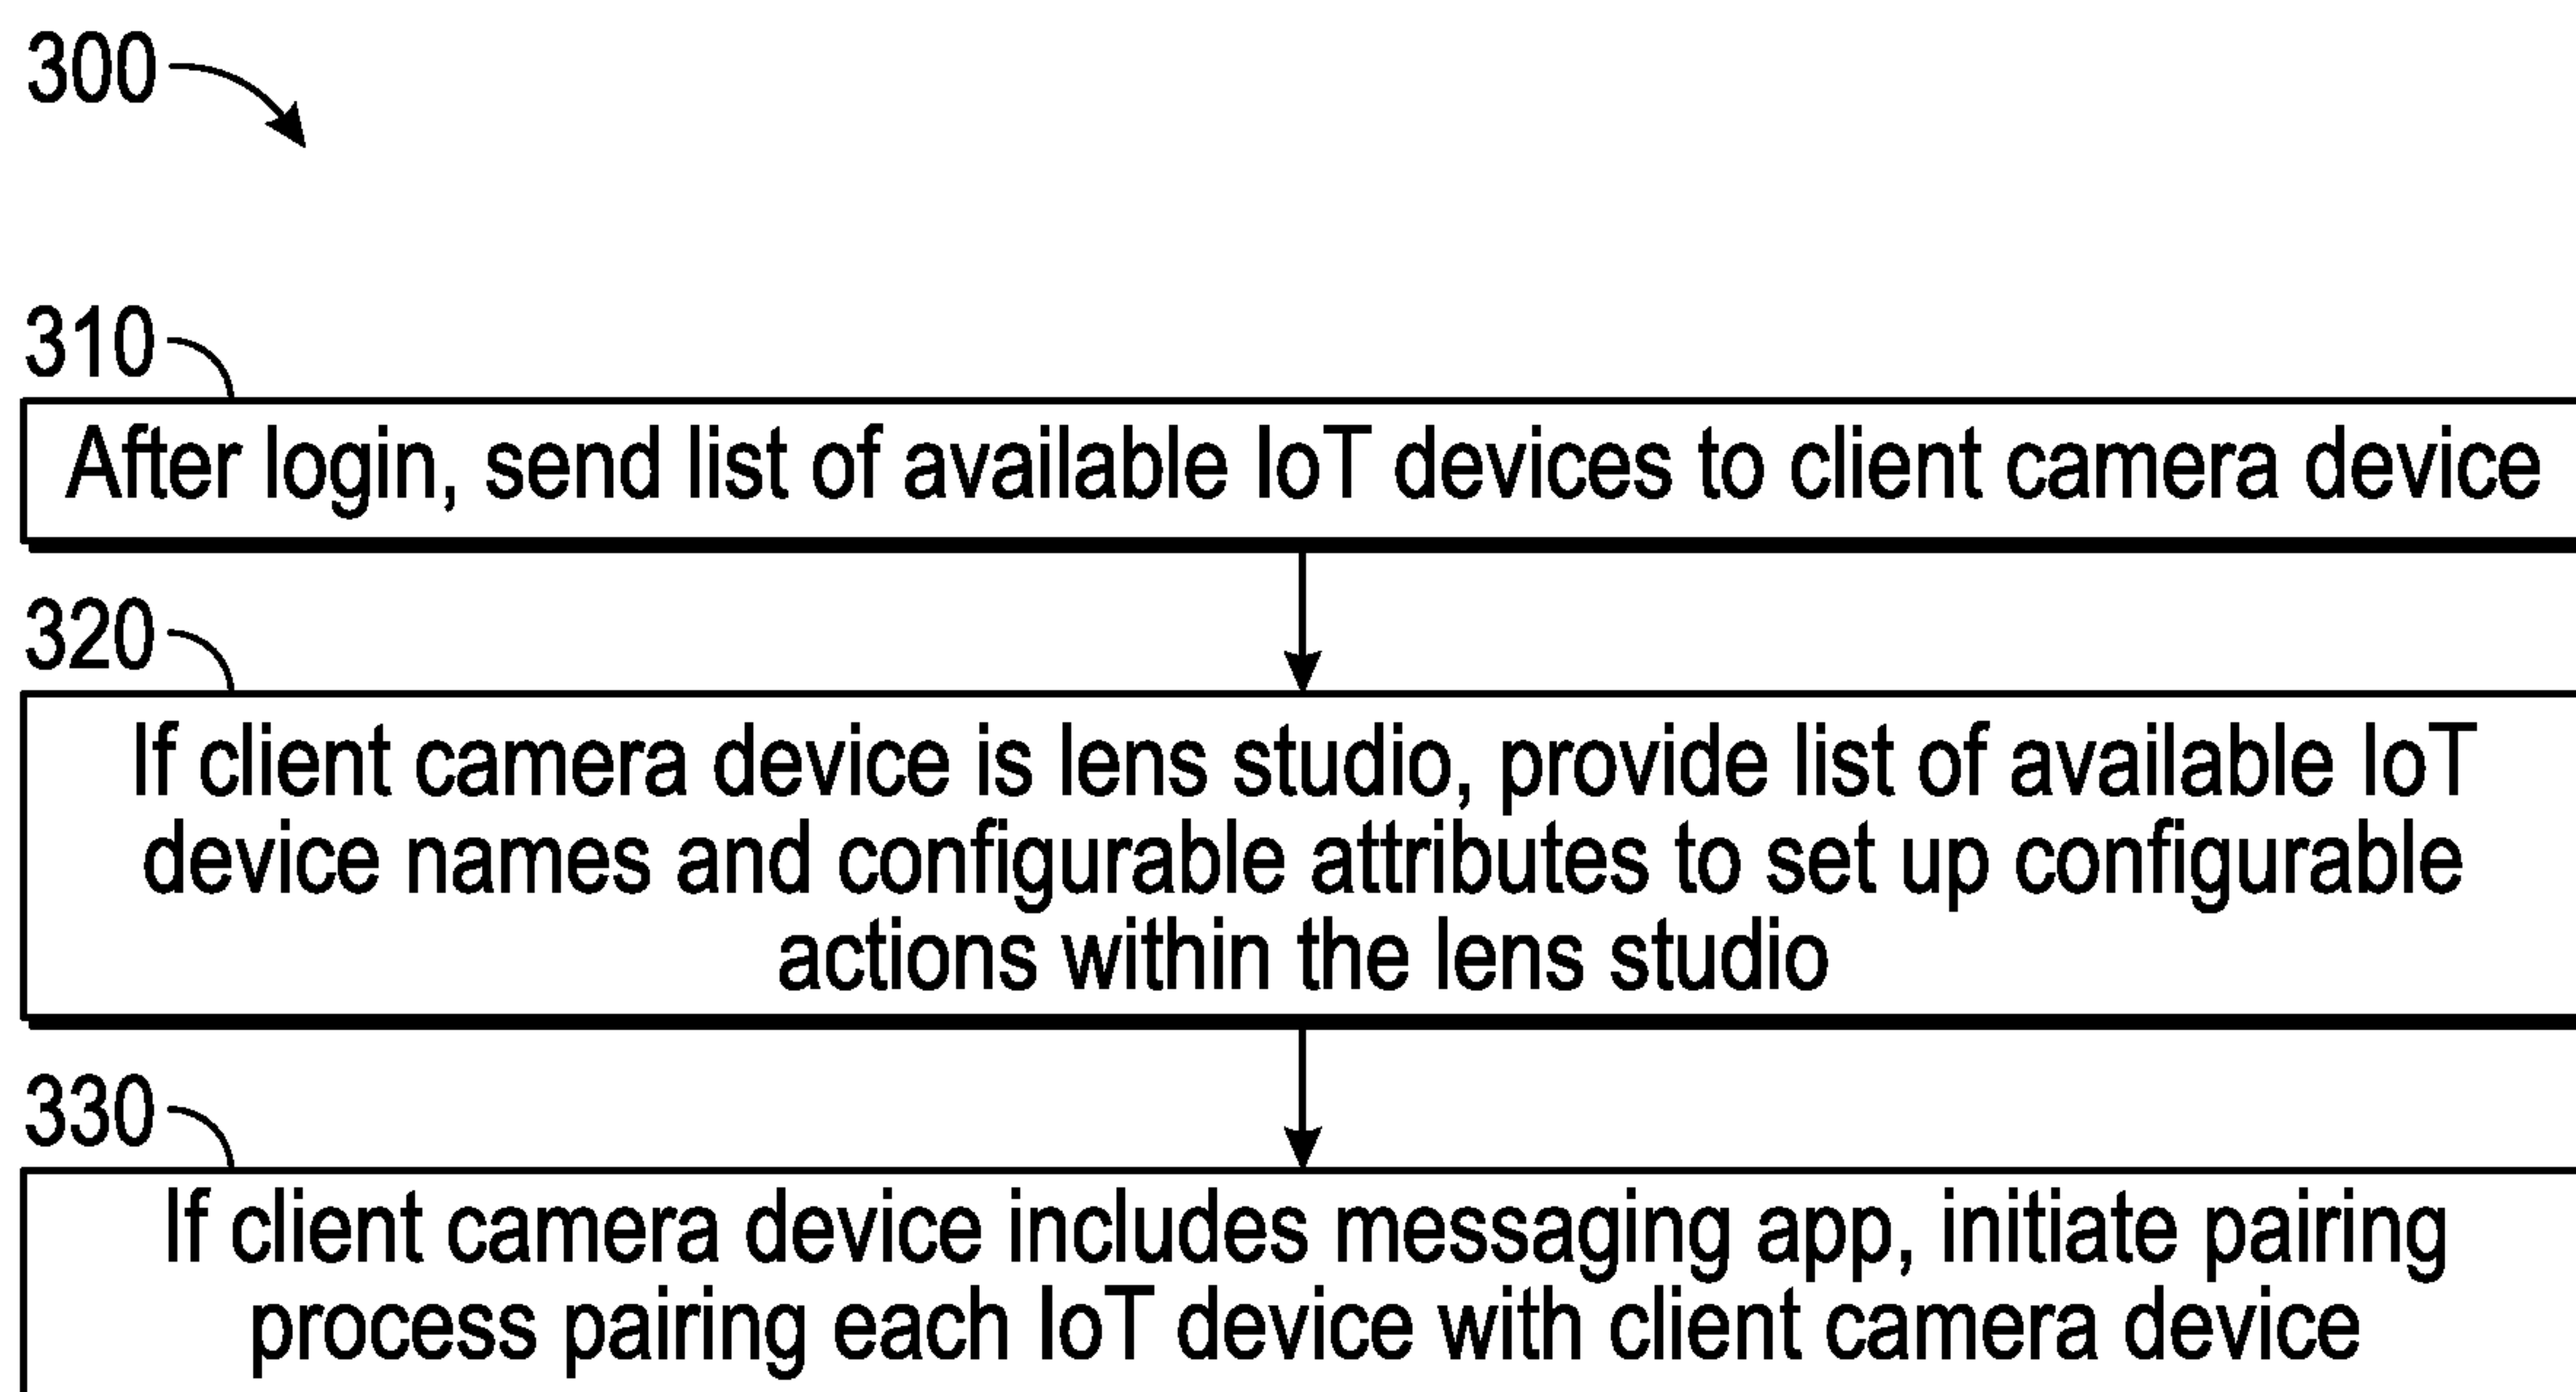 300
310
After login, send list of available IoT devices to client camera device
320
If client camera device is lens studio, provide list of available IoT
device names and configurable attributes to set up configurable
actions within the lens studio
330
If client camera device includes messaging app, initiate pairing
process pairing each IoT device with client camera device